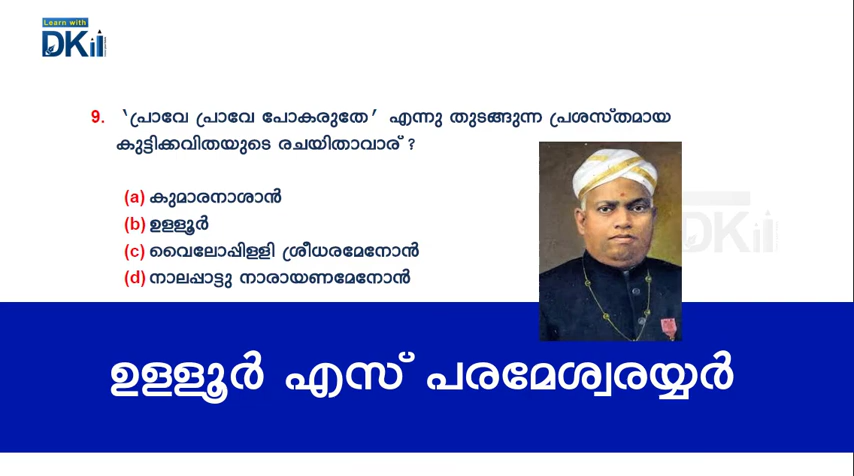 Learn with
DKil
9. ‘പ്രാവേ പ്രാവേ പോകരുതേ’ എന്നു തുടങ്ങുന്ന പ്രശസ്തമായ
കുട്ടിക്കവിതയുടെ രചയിതാവാര് ?
(a) കുമാരനാശാൻ
(b) ഉള്ളൂർ
(c) വൈലോപ്പിള്ളി ശ്രീധരമേനോൻ
(d) നാലപ്പാട്ടു നാരായണമേനോൻ
DKil
ഉള്ളൂർ എസ് പരമേശ്വരയ്യർ